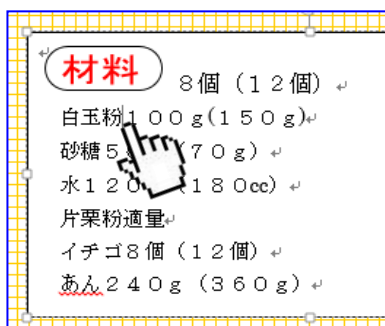 材料
８個（１２個）
白玉粉１００ｇ(１５０ｇ)
砂糖５（７０ｇ）
水１２０（１８０cc）
片栗粉適量
イチゴ8個（１２個）
あん２４０ｇ（３６０ｇ）